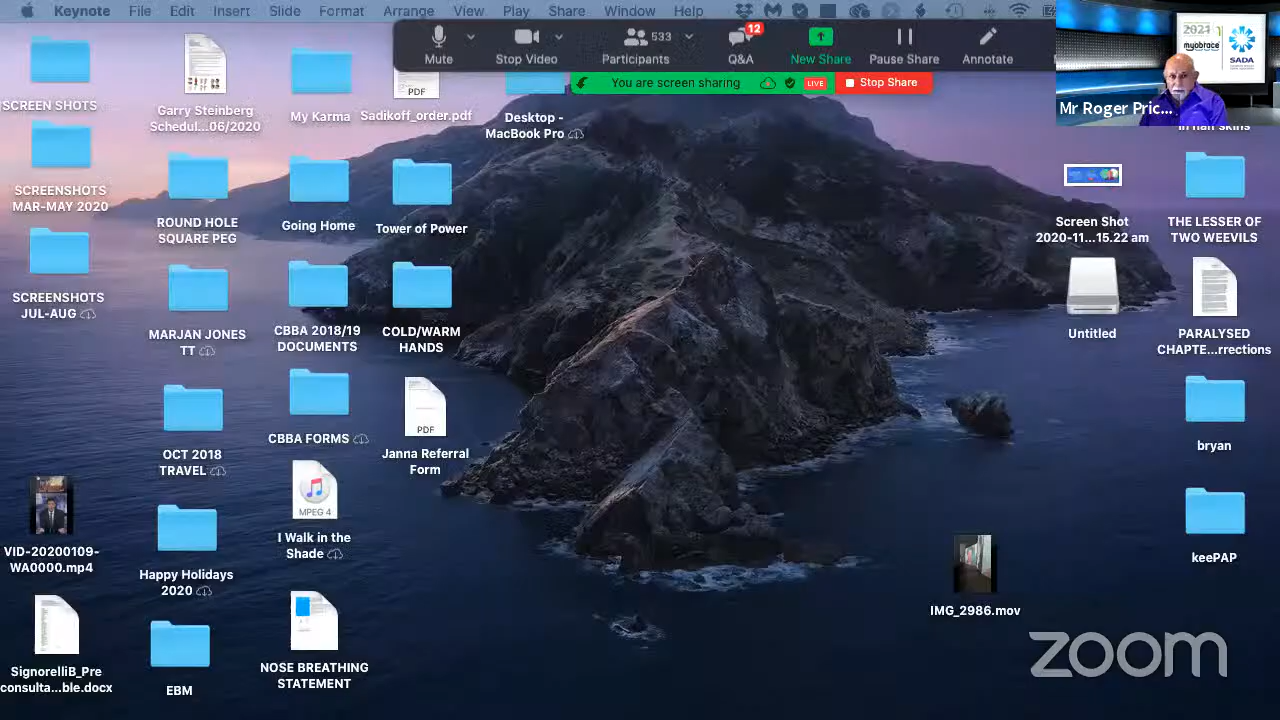 Keynote File Edit Insert Slide Format Arrange View Play Share Window Help
Mute
Stop Video
533
Participants
12
Q&A
New Share
Pause Share
Annotate
You are screen sharing
LIVE
Stop Share
2021
myobrace
SADA
Mr Roger Pric...
SCREEN SHOTS
Garry Steinberg
Schedul...06/2020
My Karma
PDF
Sadikoff_order.pdf
Desktop -
MacBook Pro
SCREENSHOTS
MAR-MAY 2020
ROUND HOLE
SQUARE PEG
Going Home
Tower of Power
Screen Shot
2020-11...15.22 am
THE LESSER OF
TWO WEEVILS
SCREENSHOTS
JUL-AUG
MARJAN JONES
TT
CBBA 2018/19
DOCUMENTS
COLD/WARM
HANDS
Untitled
PARALYSED
CHAPTE...rrections
OCT 2018
TRAVEL
CBBA FORMS
PDF
Janna Referral
Form
bryan
VID-20200109-
WA0000.mp4
Happy Holidays
2020
MPEG 4
I Walk in the
Shade
keePAP
IMG_2986.mov
SignorelliB_Pre
consulta...ble.docx
EBM
NOSE BREATHING
STATEMENT
zoom